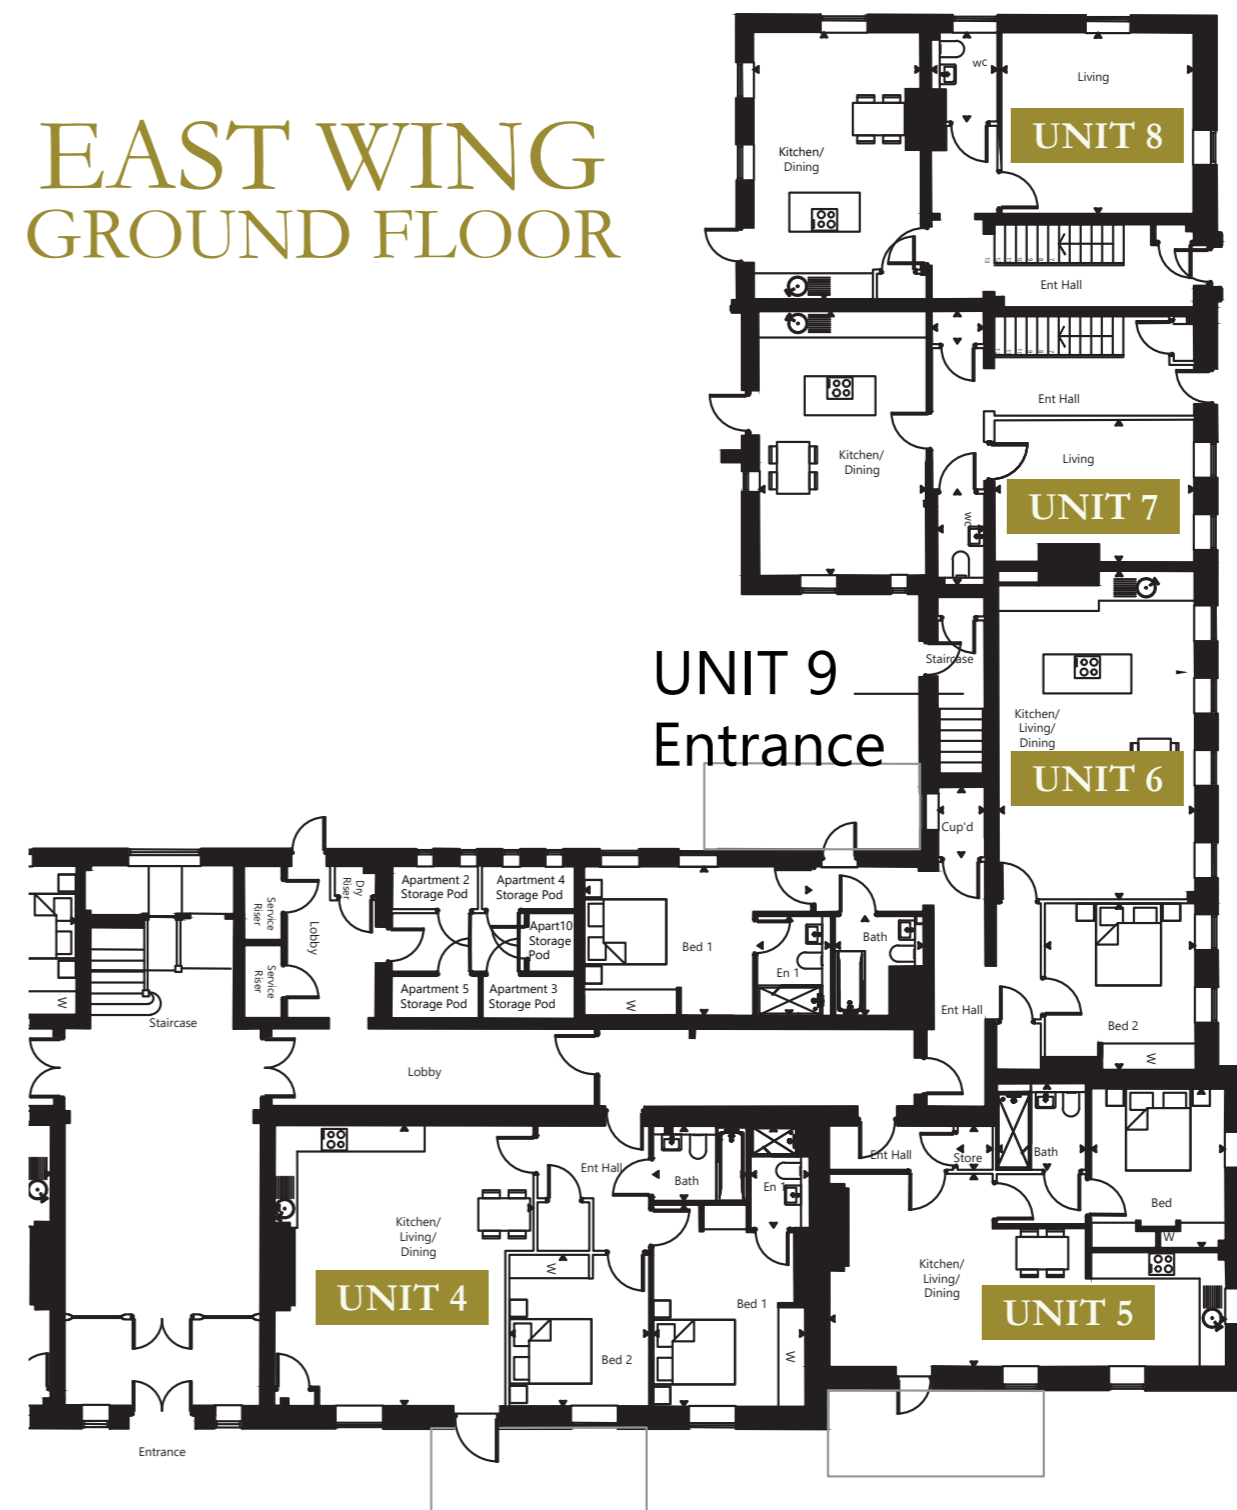 EAST WING
GROUND FLOOR
wc
Living
UNIT 8
Kitchen/
Dining
Ent Hall
Ent Hall
Kitchen/
Dining
Living
UNIT 7
wc
UNIT 9
Entrance
Staircase
Kitchen/
Living/
Dining
UNIT 6
Cup'd
Apartment 2
Storage Pod
Apartment 4
Storage Pod
Dry
Riser
Service
Riser
Lobby
Apart10
Storage
Pod
Bed 1
Bath
En 1
Service
Riser
Apartment 5
Storage Pod
Apartment 3
Storage Pod
W
W
Staircase
Ent Hall
Bed 2
W
Lobby
Ent Hall
Bath
En 1
Ent Hall
Store
Bath
Bed
W
Kitchen/
Living/
Dining
UNIT 4
W
Bed 2
Bed 1
W
Kitchen/
Living/
Dining
UNIT 5
Entrance